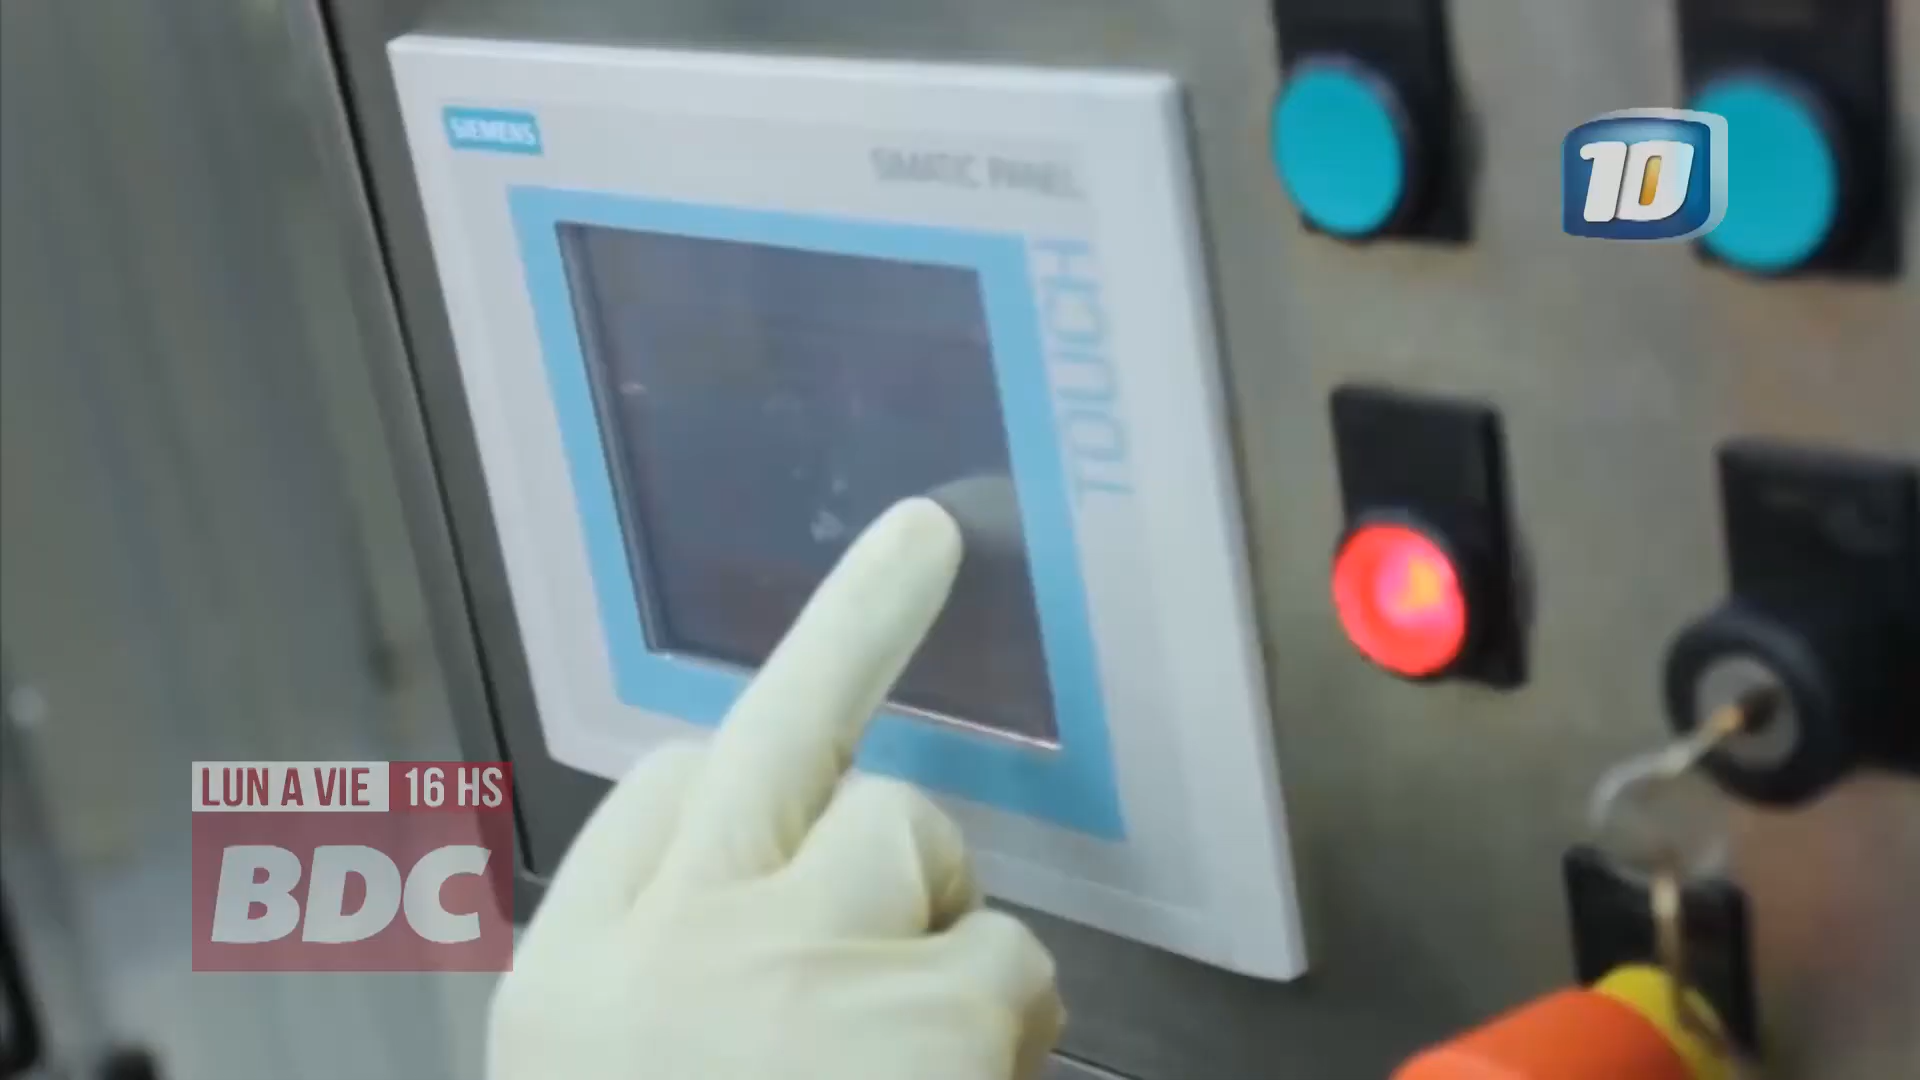 SIEMENS
SIMATIC PANEL
TOUCH
10
LUN A VIE 16 HS
BDC